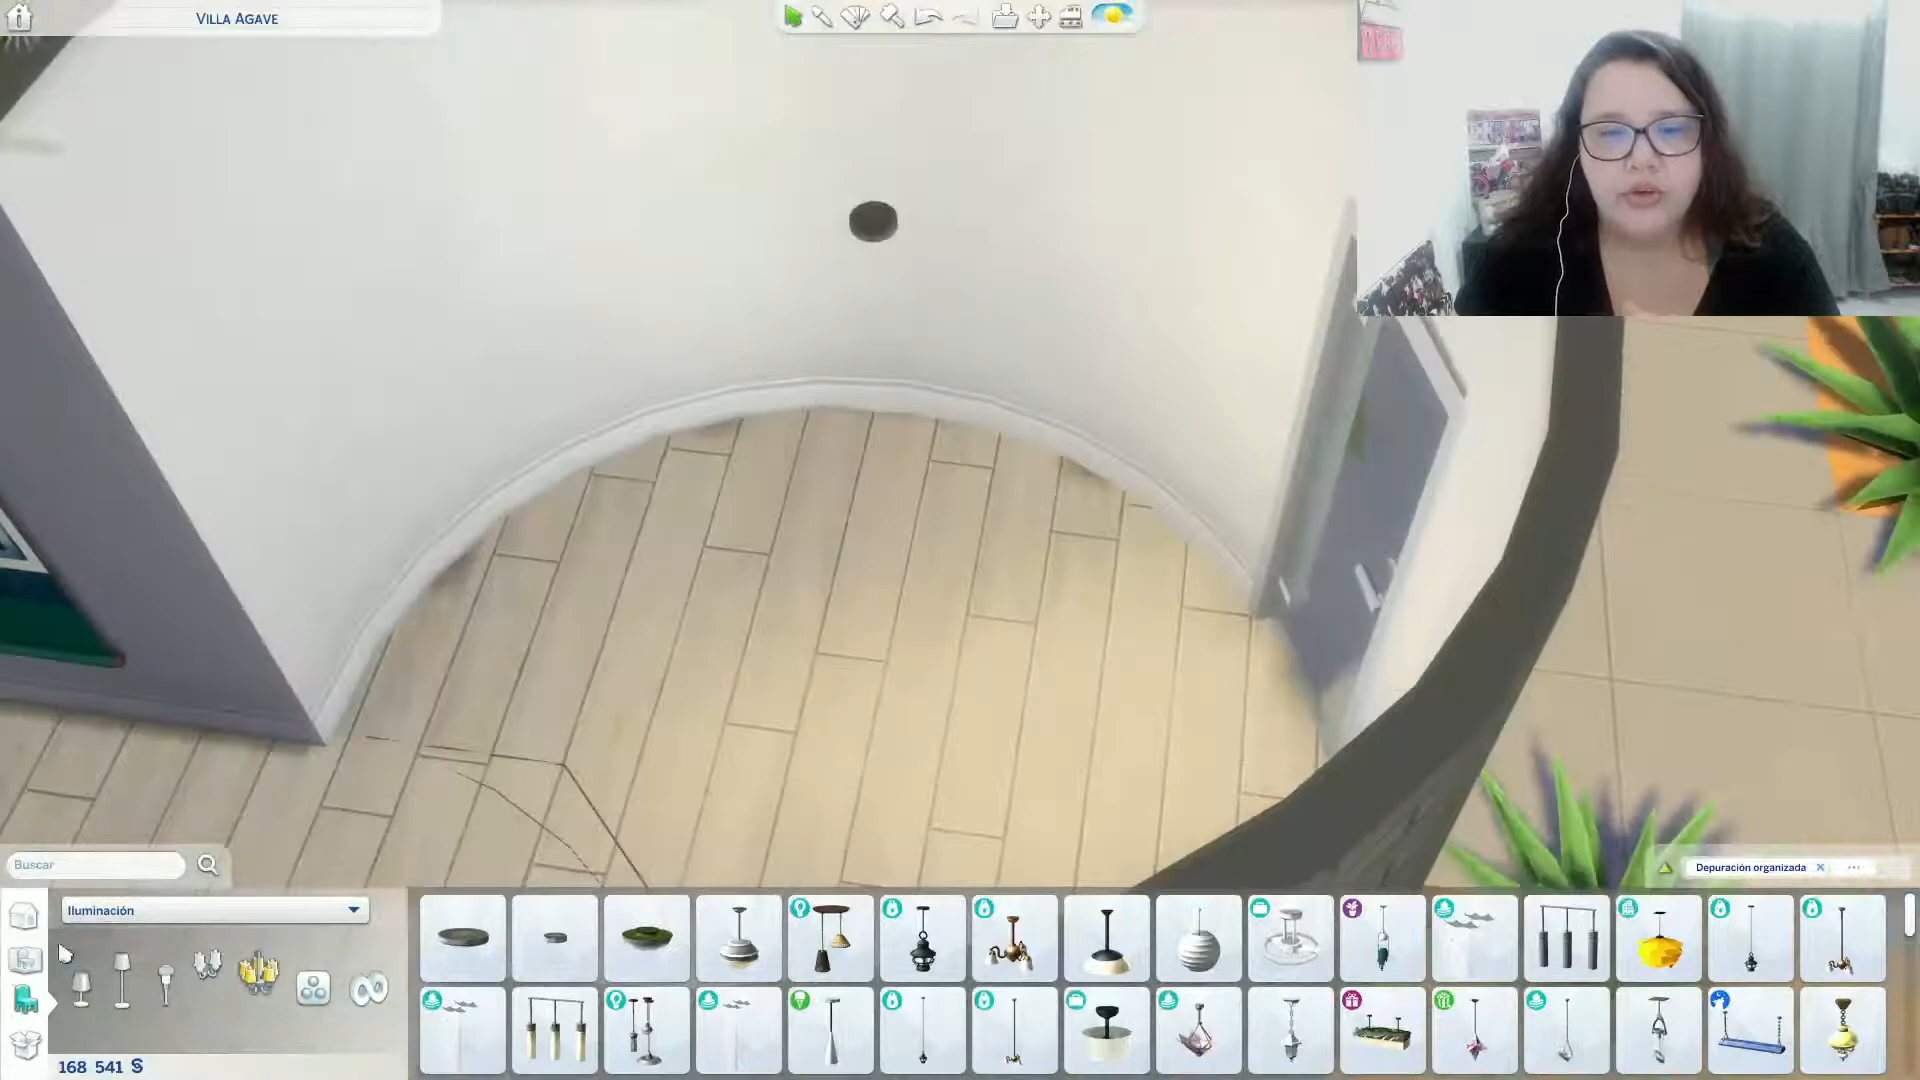 VILLA AGAVE
Buscar
Depuración organizada
Iluminación
168 541 $